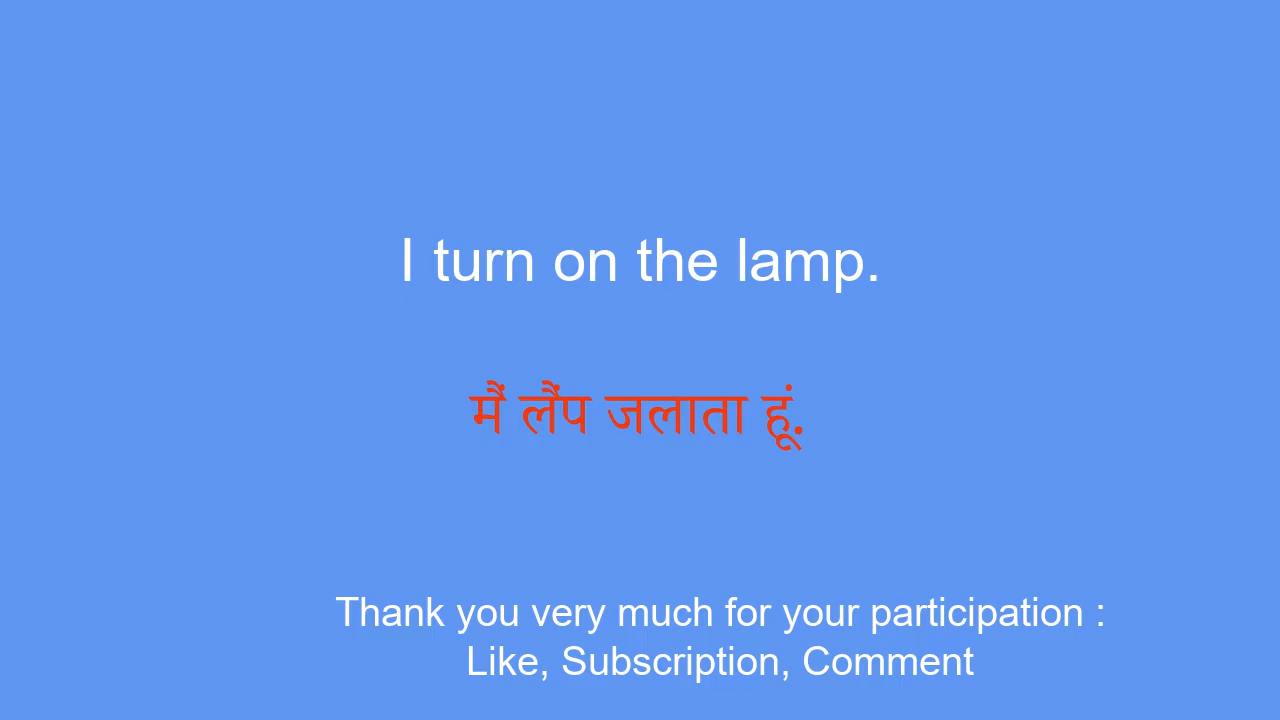 I turn on the lamp.
मैं लैंप जलाता हूं.
Thank you very much for your participation :
Like, Subscription, Comment